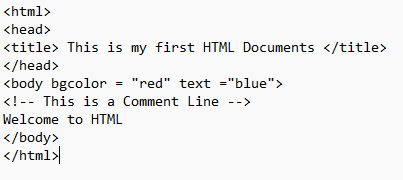 <html>
<head>
<title> This is my first HTML Documents </title>
</head>
<body bgcolor = "red" text ="blue">
<!-- This is a Comment Line -->
Welcome to HTML
</body>
</html>